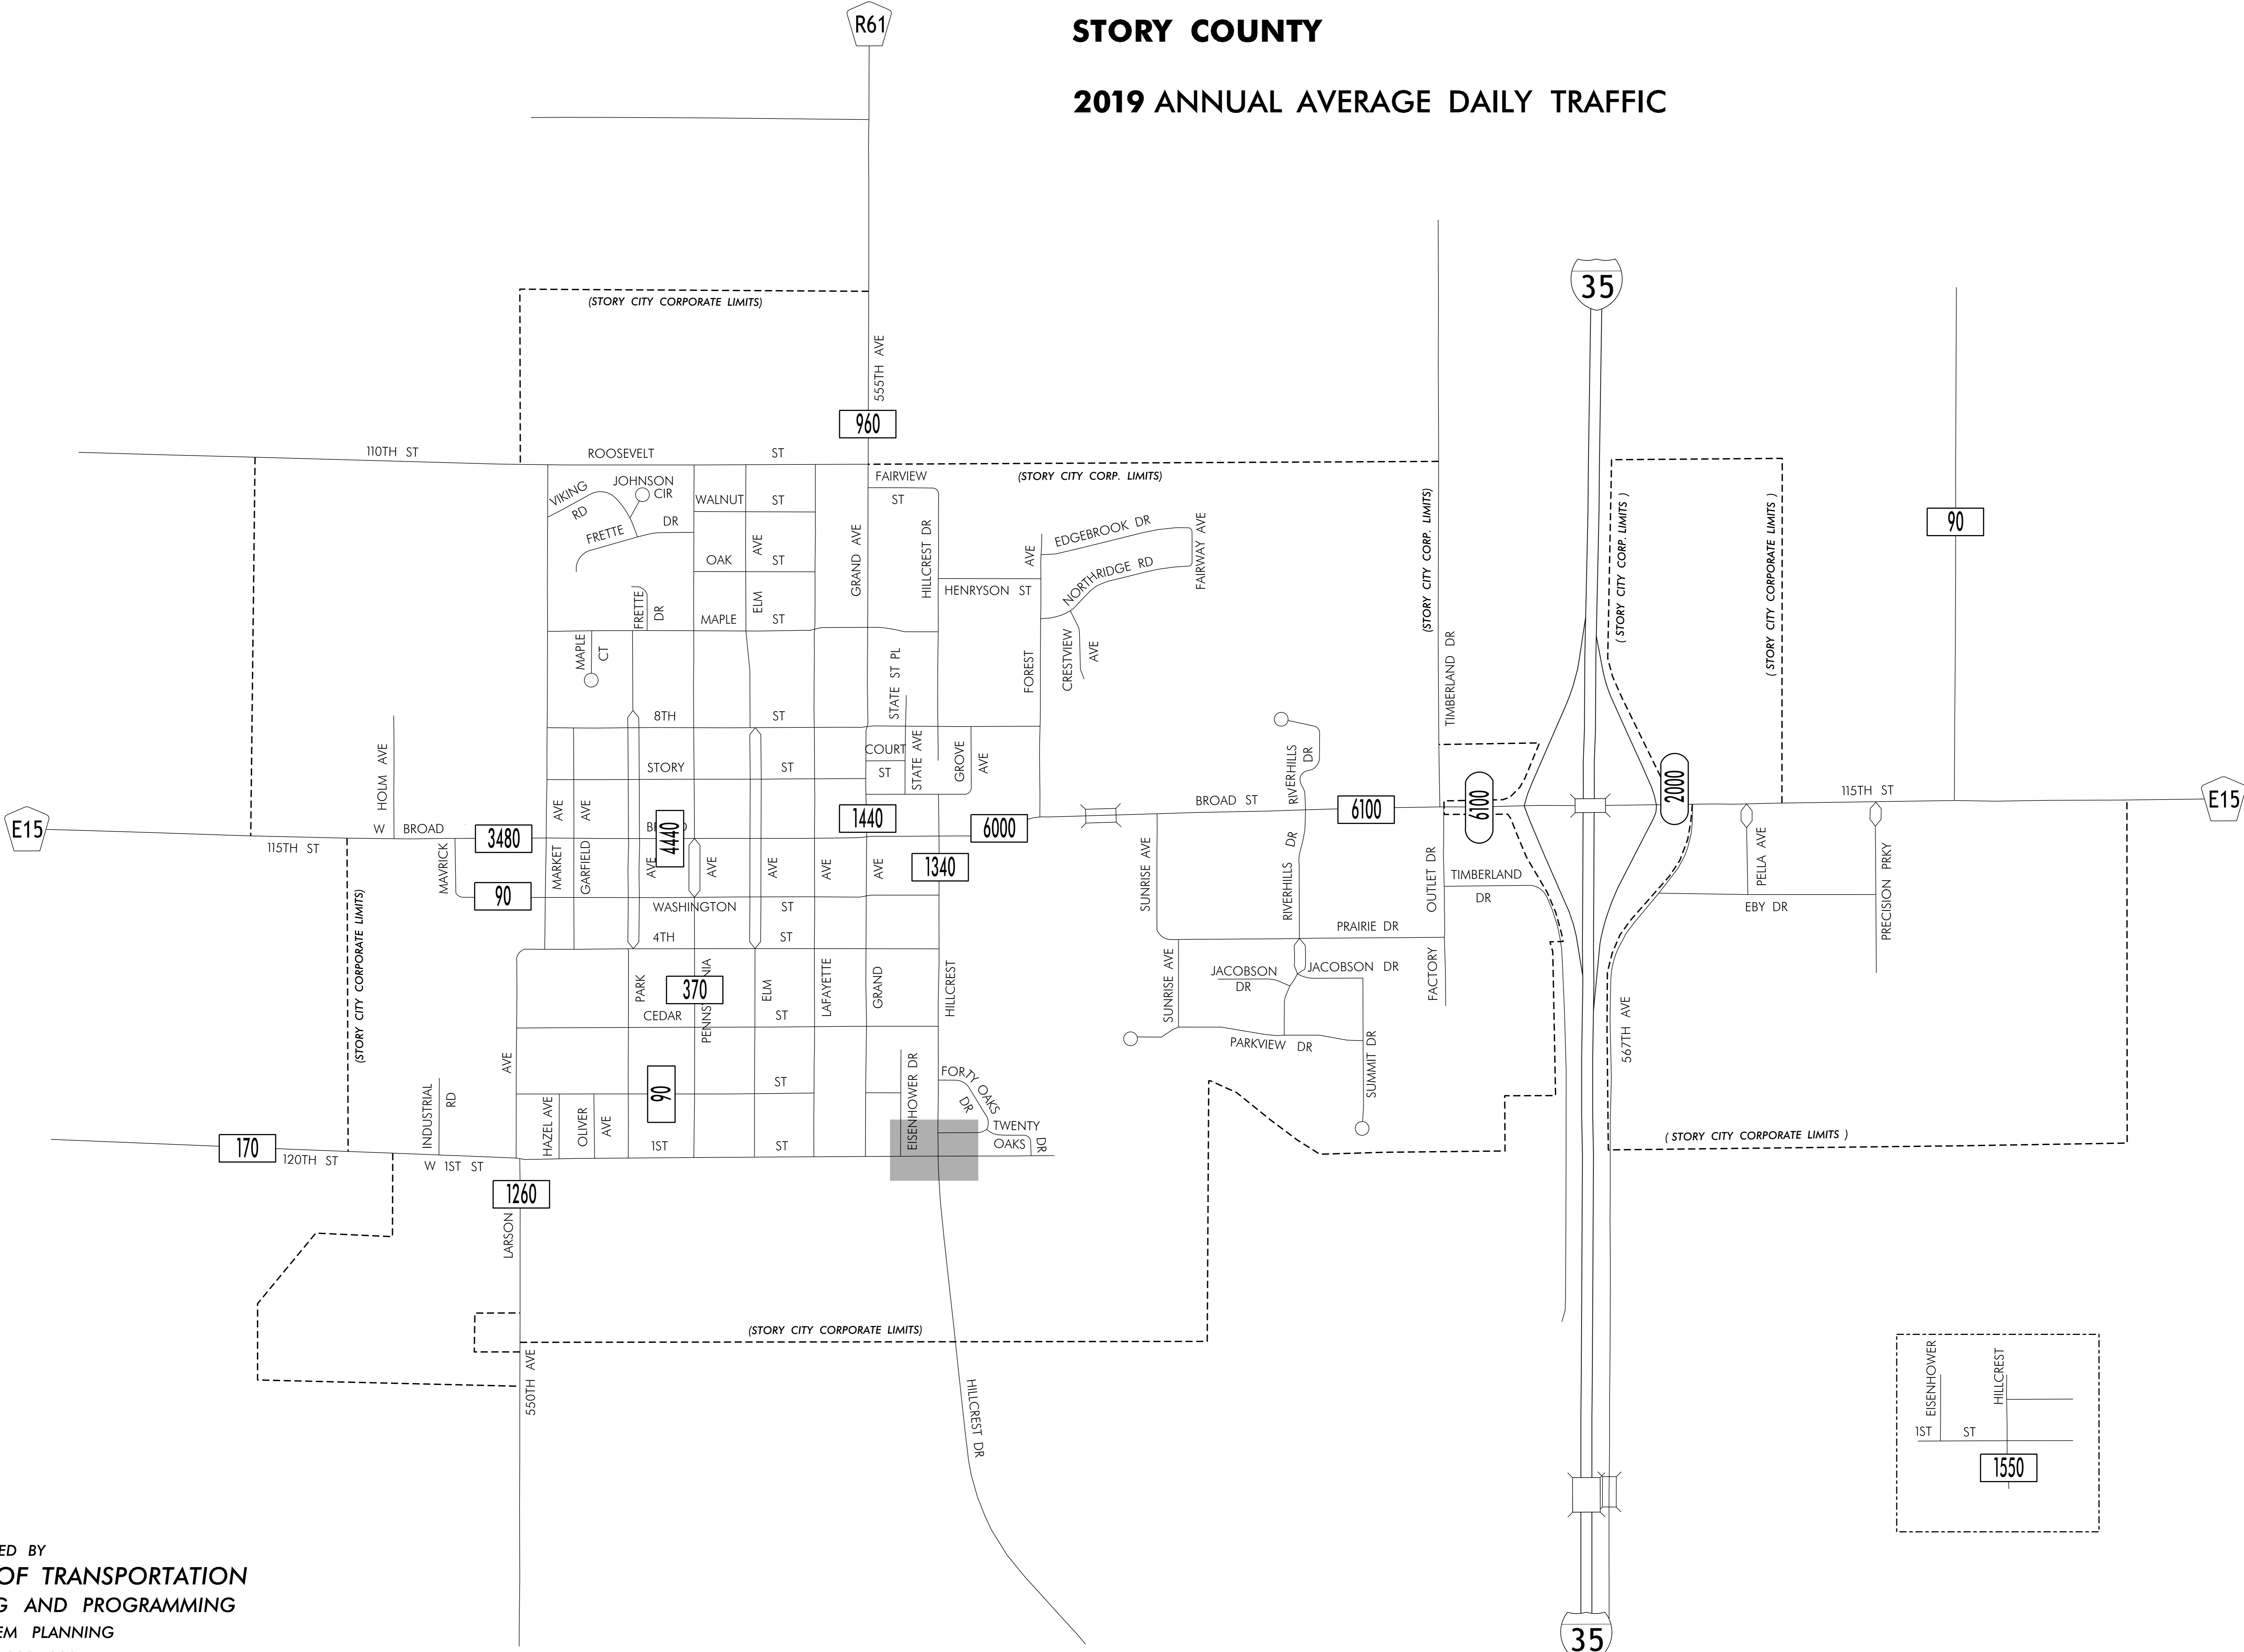 R61
STORY COUNTY
2019 ANNUAL AVERAGE DAILY TRAFFIC
35
(STORY CITY CORPORATE LIMITS)
555TH AVE
960
110TH ST
ROOSEVELT ST
FAIRVIEW
ST
(STORY CITY CORP. LIMITS)
(STORY CITY CORP. LIMITS)
( STORY CITY CORP. LIMITS )
( STORY CITY CORPORATE LIMITS )
90
VIKING
RD
JOHNSON
CIR
FRETTE DR
WALNUT ST
OAK ST
AVE
ELM
GRAND AVE
HILLCREST DR
AVE
FOREST
EDGEBROOK DR
FAIRWAY AVE
NORTHRIDGE RD
HENRYSON ST
CRESTVIEW
AVE
FRETTE
DR
MAPLE ST
MAPLE
CT
STATE ST PL
TIMBERLAND DR
8TH ST
COURT
ST
STATE AVE
GROVE
AVE
HOLM AVE
STORY ST
RIVERHILLS
DR
E15
W BROAD
115TH ST
3480
4440
1440
6000
1340
BROAD ST
6100
6100
2000
115TH ST
E15
MAVRICK
90
MARKET AVE
GARFIELD AVE
AVE
AVE
AVE
AVE
AVE
WASHINGTON ST
4TH ST
SUNRISE AVE
RIVERHILLS DR
OUTLET DR
FACTORY
TIMBERLAND
DR
PELLA AVE
EBY DR
PRECISION PRKY
PRAIRIE DR
(STORY CITY CORPORATE LIMITS)
PARK
370
ELM
LAFAYETTE
GRAND
HILLCREST
SUNRISE AVE
JACOBSON
DR
JACOBSON DR
CEDAR ST
PARKVIEW DR
SUMMIT DR
567TH AVE
AVE
INDUSTRIAL
RD
HAZEL AVE
OLIVER
AVE
90
ST
EISENHOWER DR
FORTY OAKS
DR
TWENTY
OAKS DR
170
120TH ST
W 1ST ST
1ST ST
( STORY CITY CORPORATE LIMITS )
1260
LARSON
(STORY CITY CORPORATE LIMITS)
550TH AVE
HILLCREST DR
EISENHOWER
HILLCREST
1ST ST
1550
ED BY
OF TRANSPORTATION
G AND PROGRAMMING
EM PLANNING
35